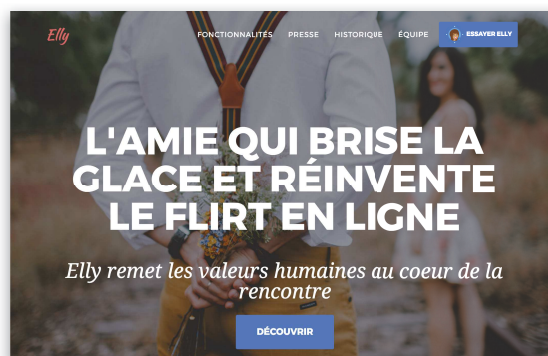 Elly
FONCTIONNALITÉS PRESSE HISTORIQUE ÉQUIPE ESSAYER ELLY
L'AMIE QUI BRISE LA
GLACE ET RÉINVENTE
LE FLIRT EN LIGNE
Elly remet les valeurs humaines au coeur de la
rencontre
DÉCOUVRIR